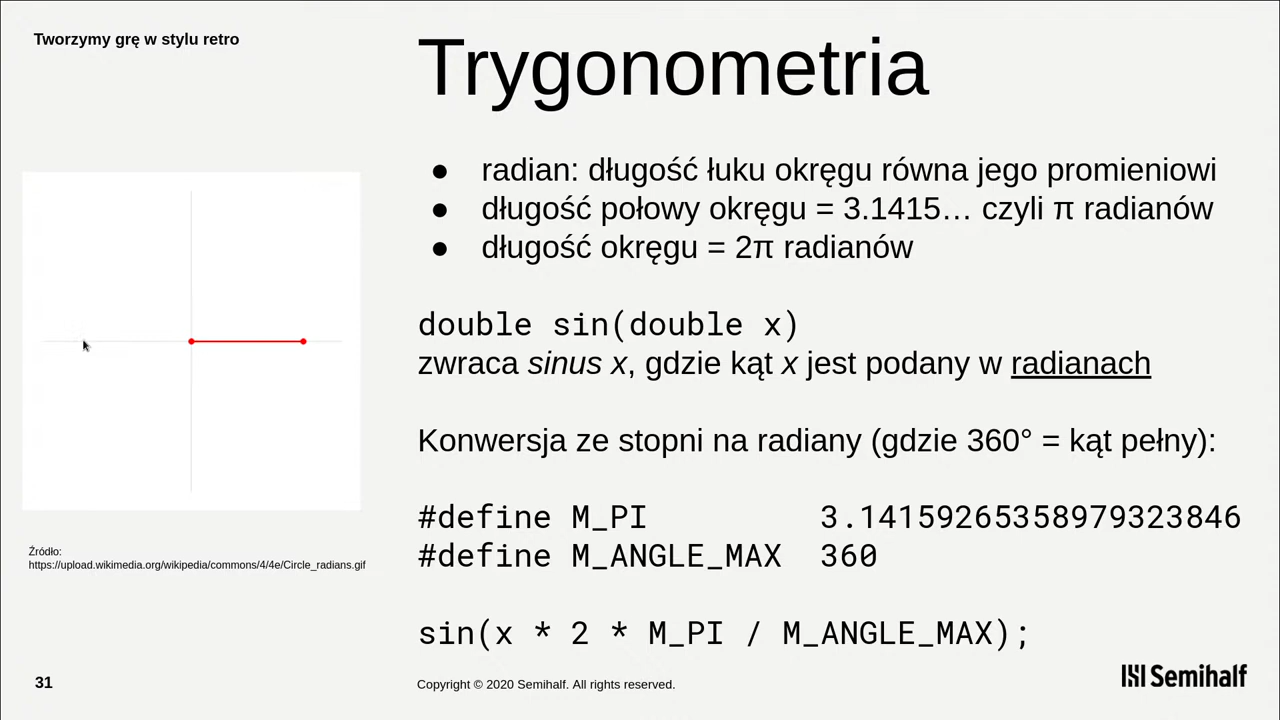 Tworzymy grę w stylu retro
Trygonometria
● radian: długość łuku okręgu równa jego promieniowi
● długość połowy okręgu = 3.1415… czyli π radianów
● długość okręgu = 2π radianów
double sin(double x)
zwraca sinus x, gdzie kąt x jest podany w radianach
Konwersja ze stopni na radiany (gdzie 360° = kąt pełny):
#define M_PI 3.14159265358979323846
#define M_ANGLE_MAX 360
sin(x * 2 * M_PI / M_ANGLE_MAX);
Źródło:
https://upload.wikimedia.org/wikipedia/commons/4/4e/Circle_radians.gif
31
Copyright © 2020 Semihalf. All rights reserved.
Semihalf